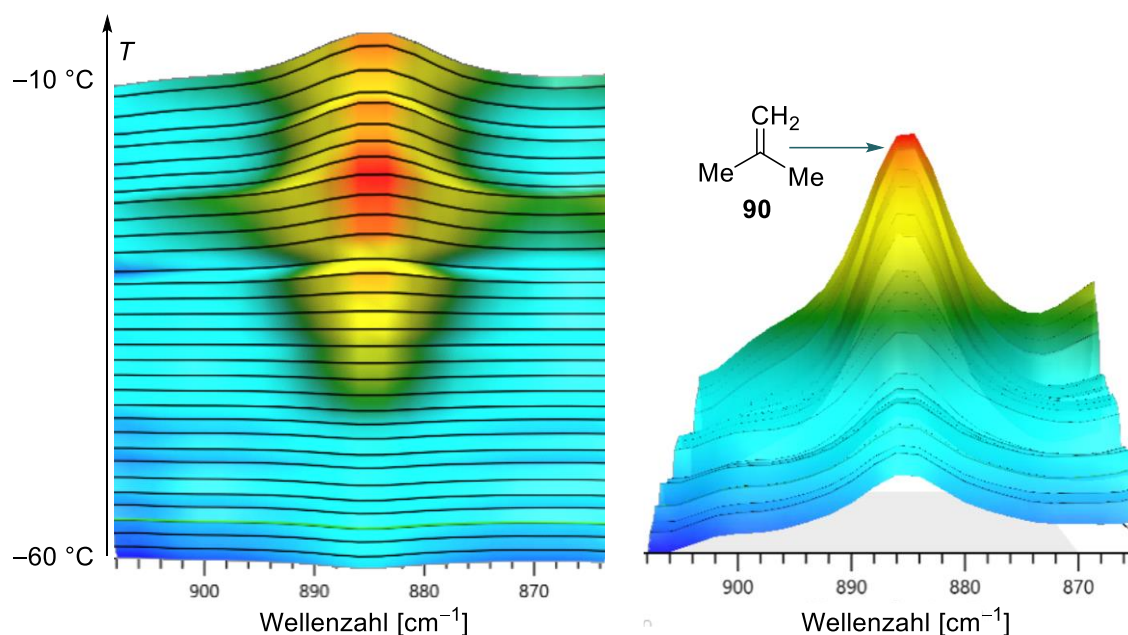 T
–10 °C
–60 °C
900 890 880 870
Wellenzahl [cm⁻¹]
CH₂
Me Me
90
900 890 880 870
Wellenzahl [cm⁻¹]